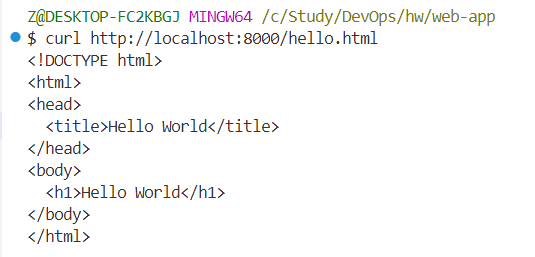 Z@DESKTOP-FC2KBGJ MINGW64 /c/Study/DevOps/hw/web-app
$ curl http://localhost:8000/hello.html
<!DOCTYPE html>
<html>
<head>
  <title>Hello World</title>
</head>
<body>
  <h1>Hello World</h1>
</body>
</html>